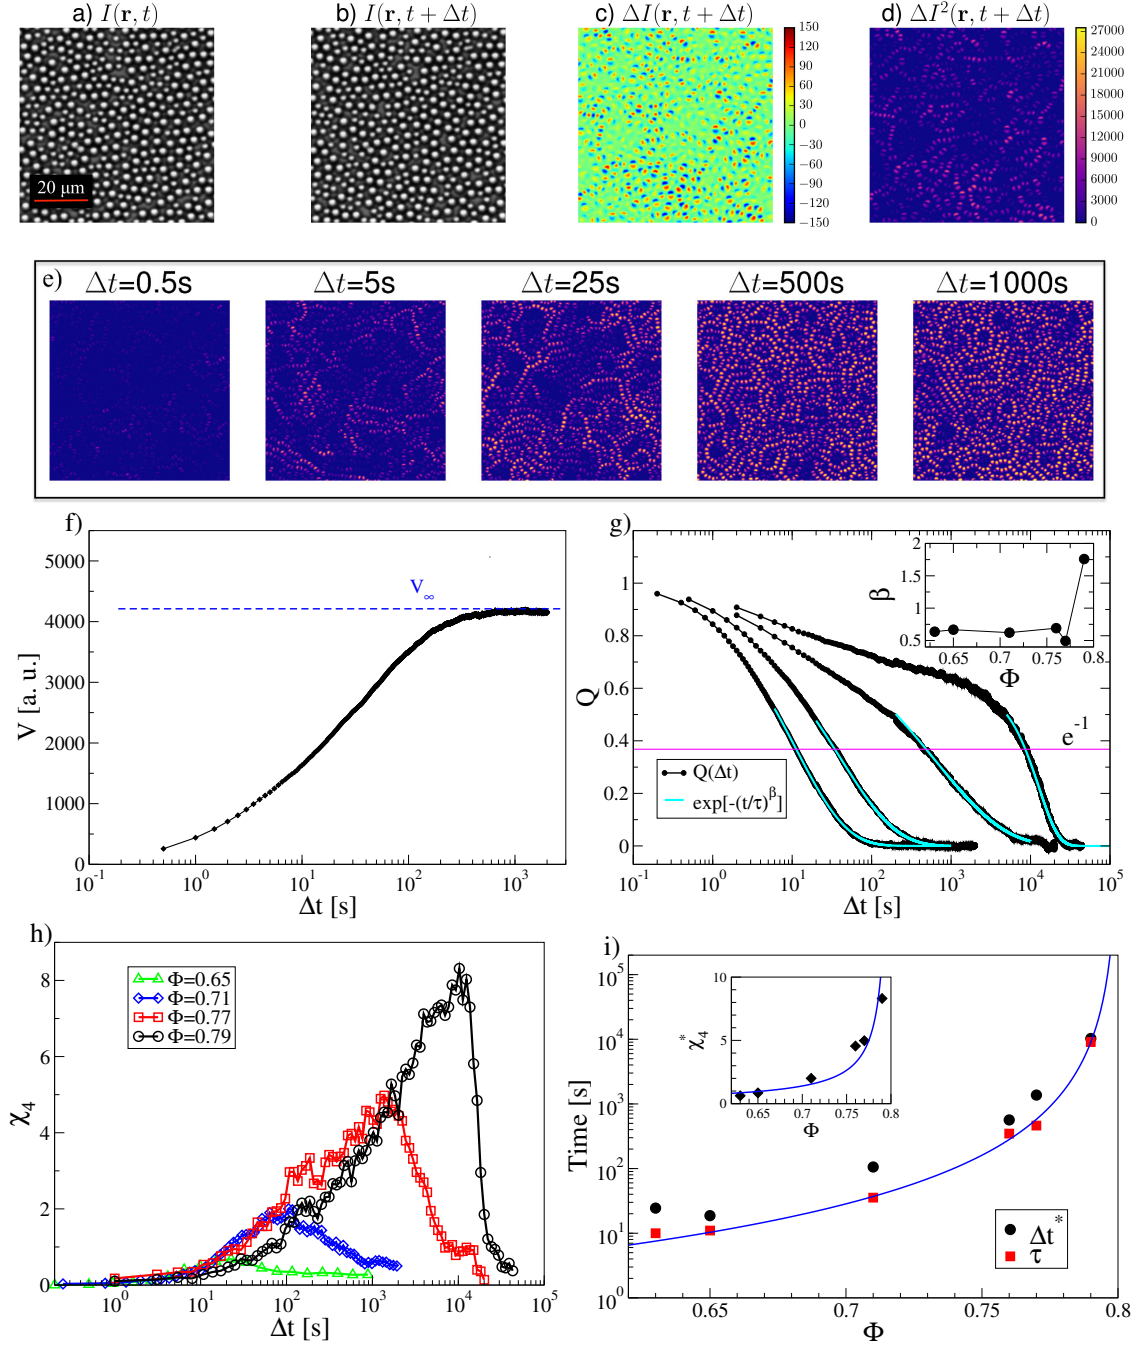 a) I(r, t)
b) I(r, t + Δt)
c) ΔI(r, t + Δt)
d) ΔI²(r, t + Δt)
20 μm
150
120
90
60
30
0
−30
−60
−90
−120
−150
27000
24000
21000
18000
15000
12000
9000
6000
3000
0
e)
Δt=0.5s
Δt=5s
Δt=25s
Δt=500s
Δt=1000s
f)
V [a. u.]
5000
4000
3000
2000
1000
0
V∞
10⁻¹
10⁰
10¹
10²
10³
Δt [s]
g)
Q
1
0.8
0.6
0.4
0.2
0
e⁻¹
Q(Δt)
exp[-(t/τ)^β]
β
2
1.5
1
0.5
0.65
0.7
0.75
0.8
Φ
10⁻¹
10⁰
10¹
10²
10³
10⁴
10⁵
Δt [s]
h)
χ₄
8
6
4
2
0
Φ=0.65
Φ=0.71
Φ=0.77
Φ=0.79
10⁰
10¹
10²
10³
10⁴
10⁵
Δt [s]
i)
Time [s]
10⁵
10⁴
10³
10²
10¹
10⁰
χ₄*
10
5
0
0.65
0.7
0.75
0.8
Φ
Δt*
τ
0.65
0.7
0.75
0.8
Φ